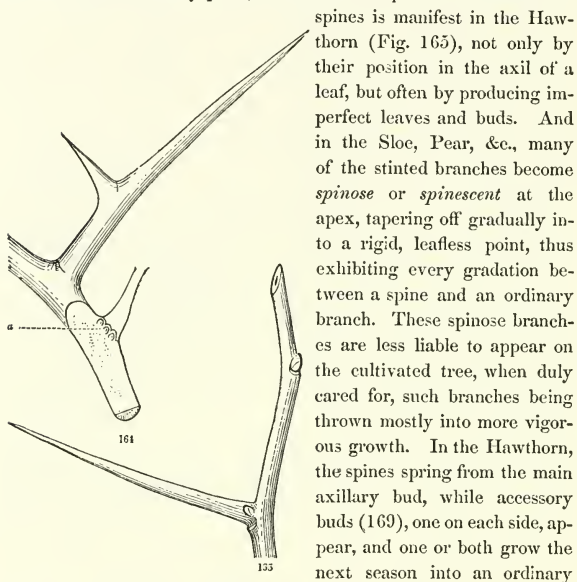 spines is manifest in the Haw-
thorn (Fig. 165), not only by
their position in the axil of a
leaf, but often by producing im-
perfect leaves and buds. And
in the Sloe, Pear, &c., many
of the stinted branches become
spinose or spinescent at the
apex, tapering off gradually in-
to a rigid, leafless point, thus
exhibiting every gradation be-
tween a spine and an ordinary
branch. These spinose branch-
es are less liable to appear on
the cultivated tree, when duly
cared for, such branches being
thrown mostly into more vigor-
ous growth. In the Hawthorn,
the spines spring from the main
axillary bud, while accessory
buds (169), one on each side, ap-
pear, and one or both grow the
next season into an ordinary
a
164
155